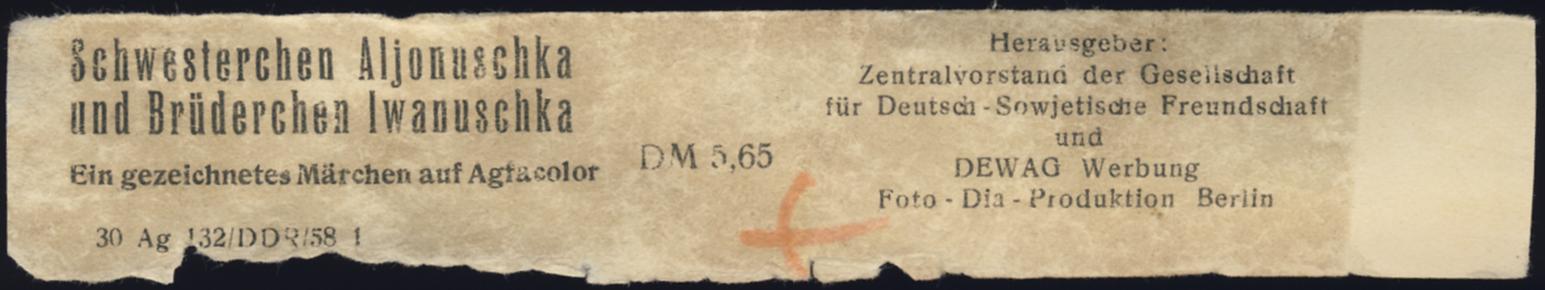 Schwesterchen Aljonuschka
und Brüderchen Iwanuschka
Ein gezeichnetes Märchen auf Agfacolor
30 Ag 132/DDR/58 1
DM 5,65
Herausgeber:
Zentralvorstand der Gesellschaft
für Deutsch-Sowjetische Freundschaft
und
DEWAG Werbung
Foto-Dia-Produktion Berlin